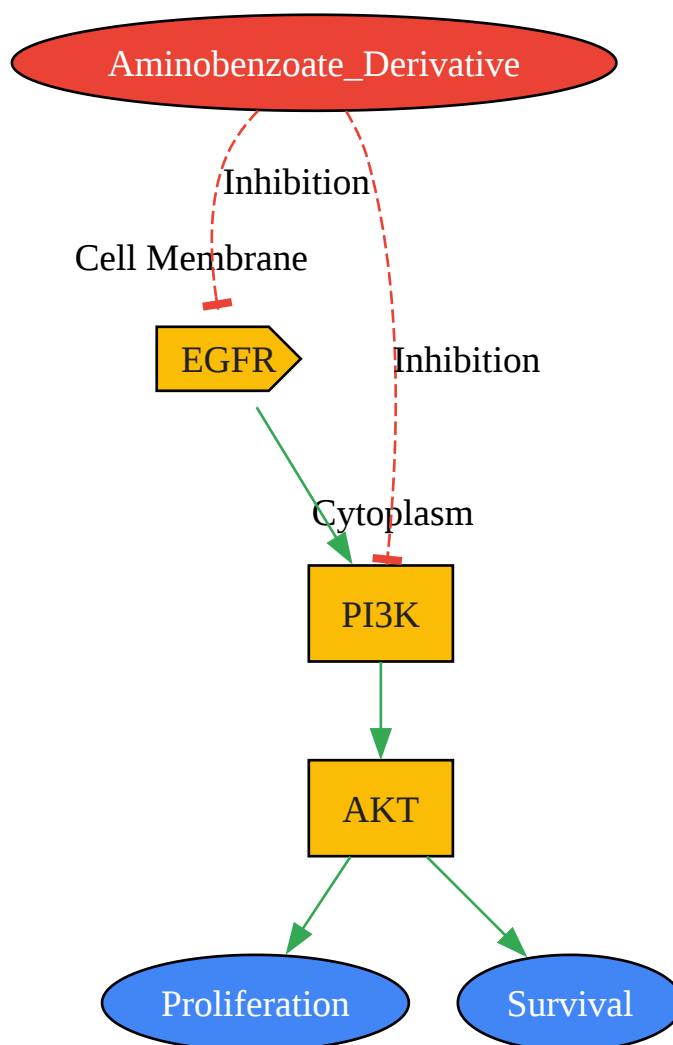 Aminobenzoate_Derivative
Inhibition
Cell Membrane
EGFR
Inhibition
Cytoplasm
PI3K
AKT
Proliferation
Survival